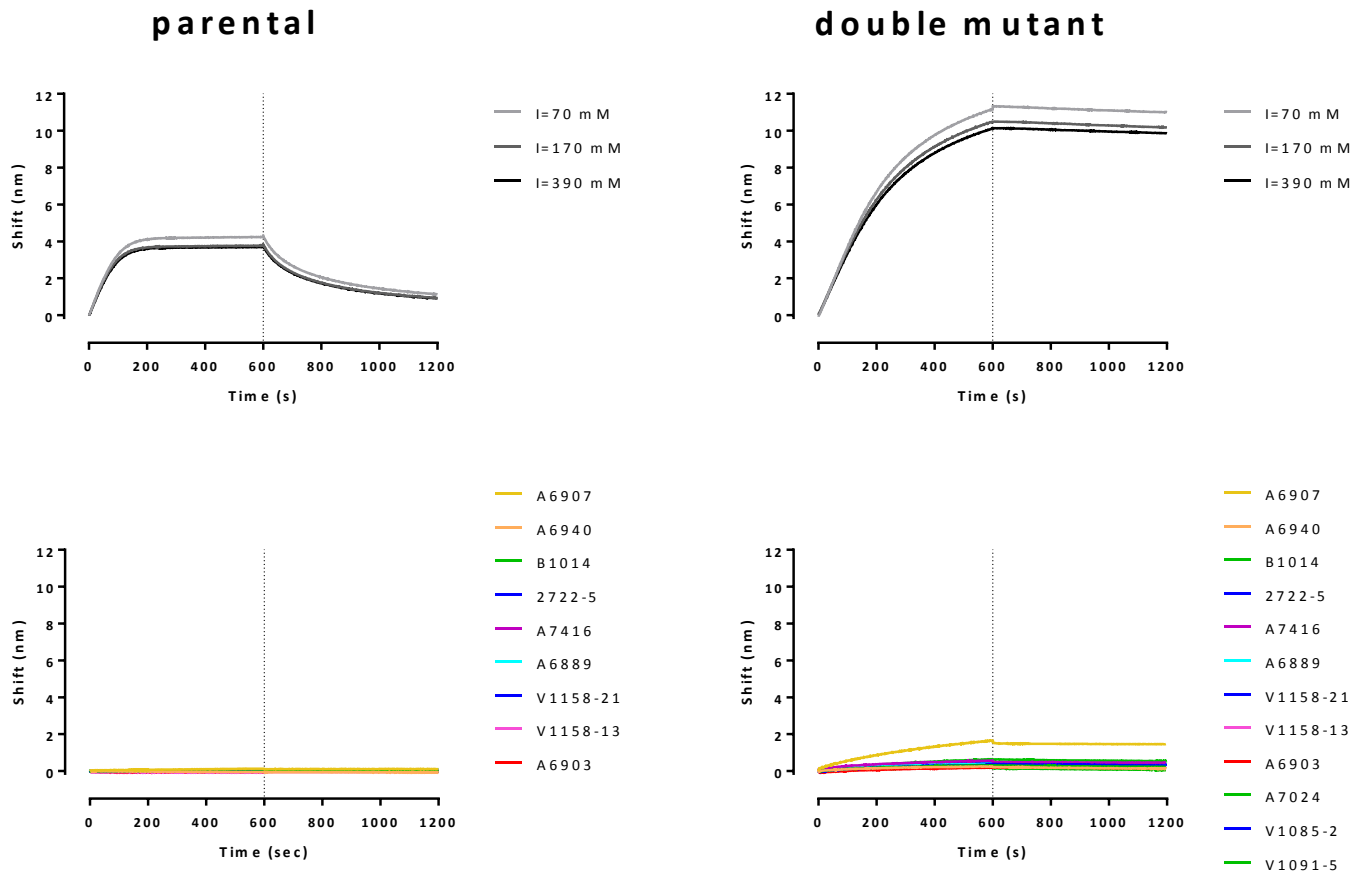 parental
double mutant
12
10
8
6
4
2
0
Shift (nm)
0 200 400 600 800 1000 1200
Time (s)
I=70 mM
I=170 mM
I=390 mM
12
10
8
6
4
2
0
Shift (nm)
0 200 400 600 800 1000 1200
Time (s)
I=70 mM
I=170 mM
I=390 mM
12
10
8
6
4
2
0
Shift (nm)
0 200 400 600 800 1000 1200
Time (sec)
A6907
A6940
B1014
2722-5
A7416
A6889
V1158-21
V1158-13
A6903
12
10
8
6
4
2
0
Shift (nm)
0 200 400 600 800 1000 1200
Time (s)
A6907
A6940
B1014
2722-5
A7416
A6889
V1158-21
V1158-13
A6903
A7024
V1085-2
V1091-5